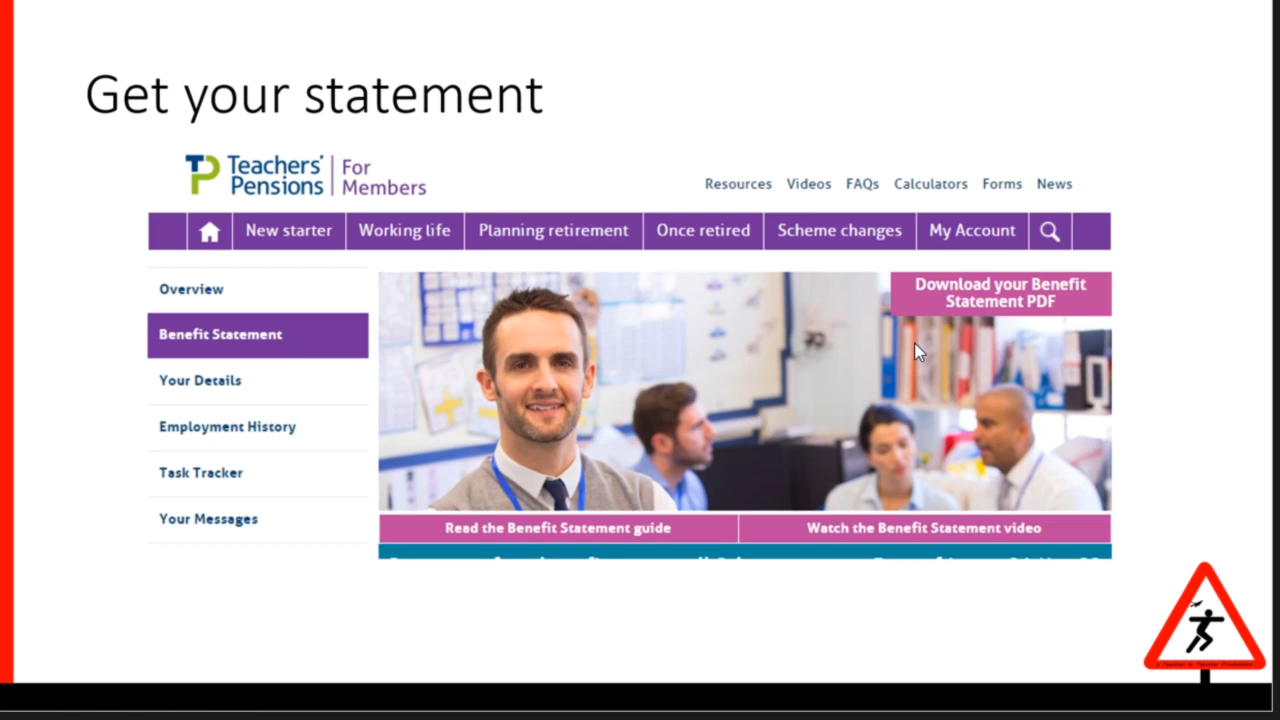 Get your statement
Teachers' Pensions
For Members
Resources Videos FAQs Calculators Forms News
New starter Working life Planning retirement Once retired Scheme changes My Account
Overview
Benefit Statement
Your Details
Employment History
Task Tracker
Your Messages
Download your Benefit
Statement PDF
Read the Benefit Statement guide Watch the Benefit Statement video